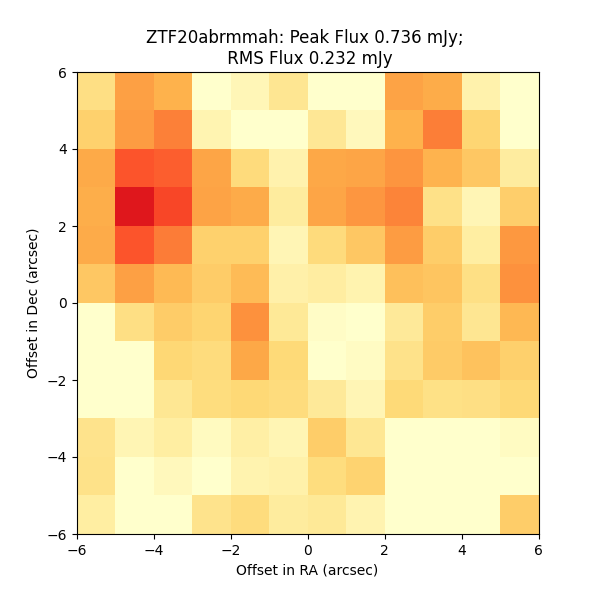 ZTF20abrmmah: Peak Flux 0.736 mJy;
RMS Flux 0.232 mJy
6
4
2
0
−2
−4
−6
Offset in Dec (arcsec)
−6 −4 −2 0 2 4 6
Offset in RA (arcsec)